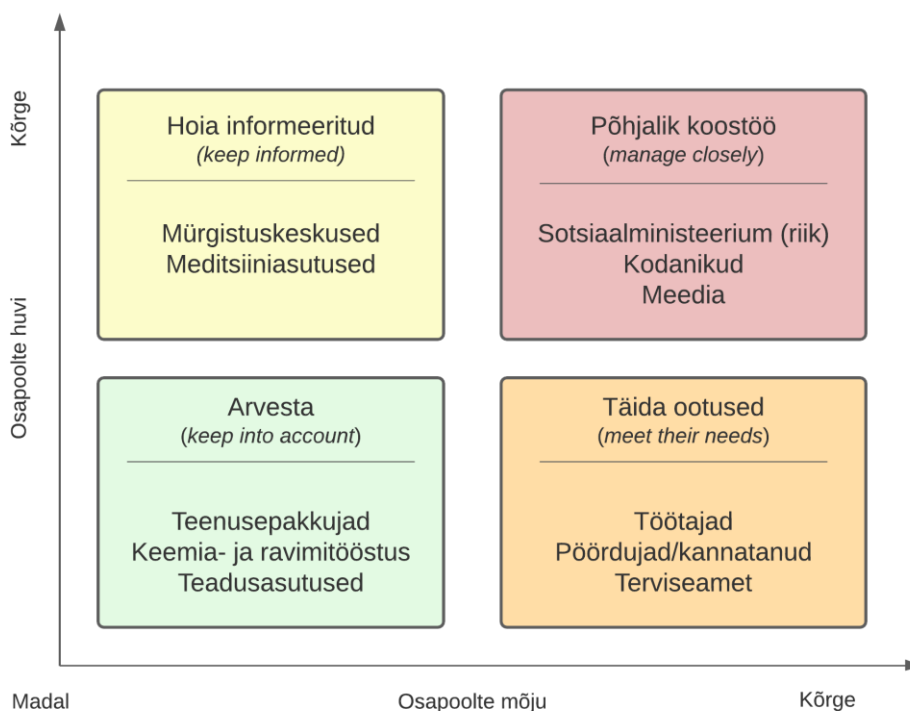 Kõrge
Osapoolte huvi
Hoia informeeritud
(keep informed)
Mürgistuskeskused
Meditsiiniasutused
Põhjalik koostöö
(manage closely)
Sotsiaalministeerium (riik)
Kodanikud
Meedia
Arvesta
(keep into account)
Teenusepakkujad
Keemia- ja ravimitööstus
Teadusasutused
Täida ootused
(meet their needs)
Töötajad
Pöördujad/kannatanud
Terviseamet
Madal
Osapoolte mõju
Kõrge